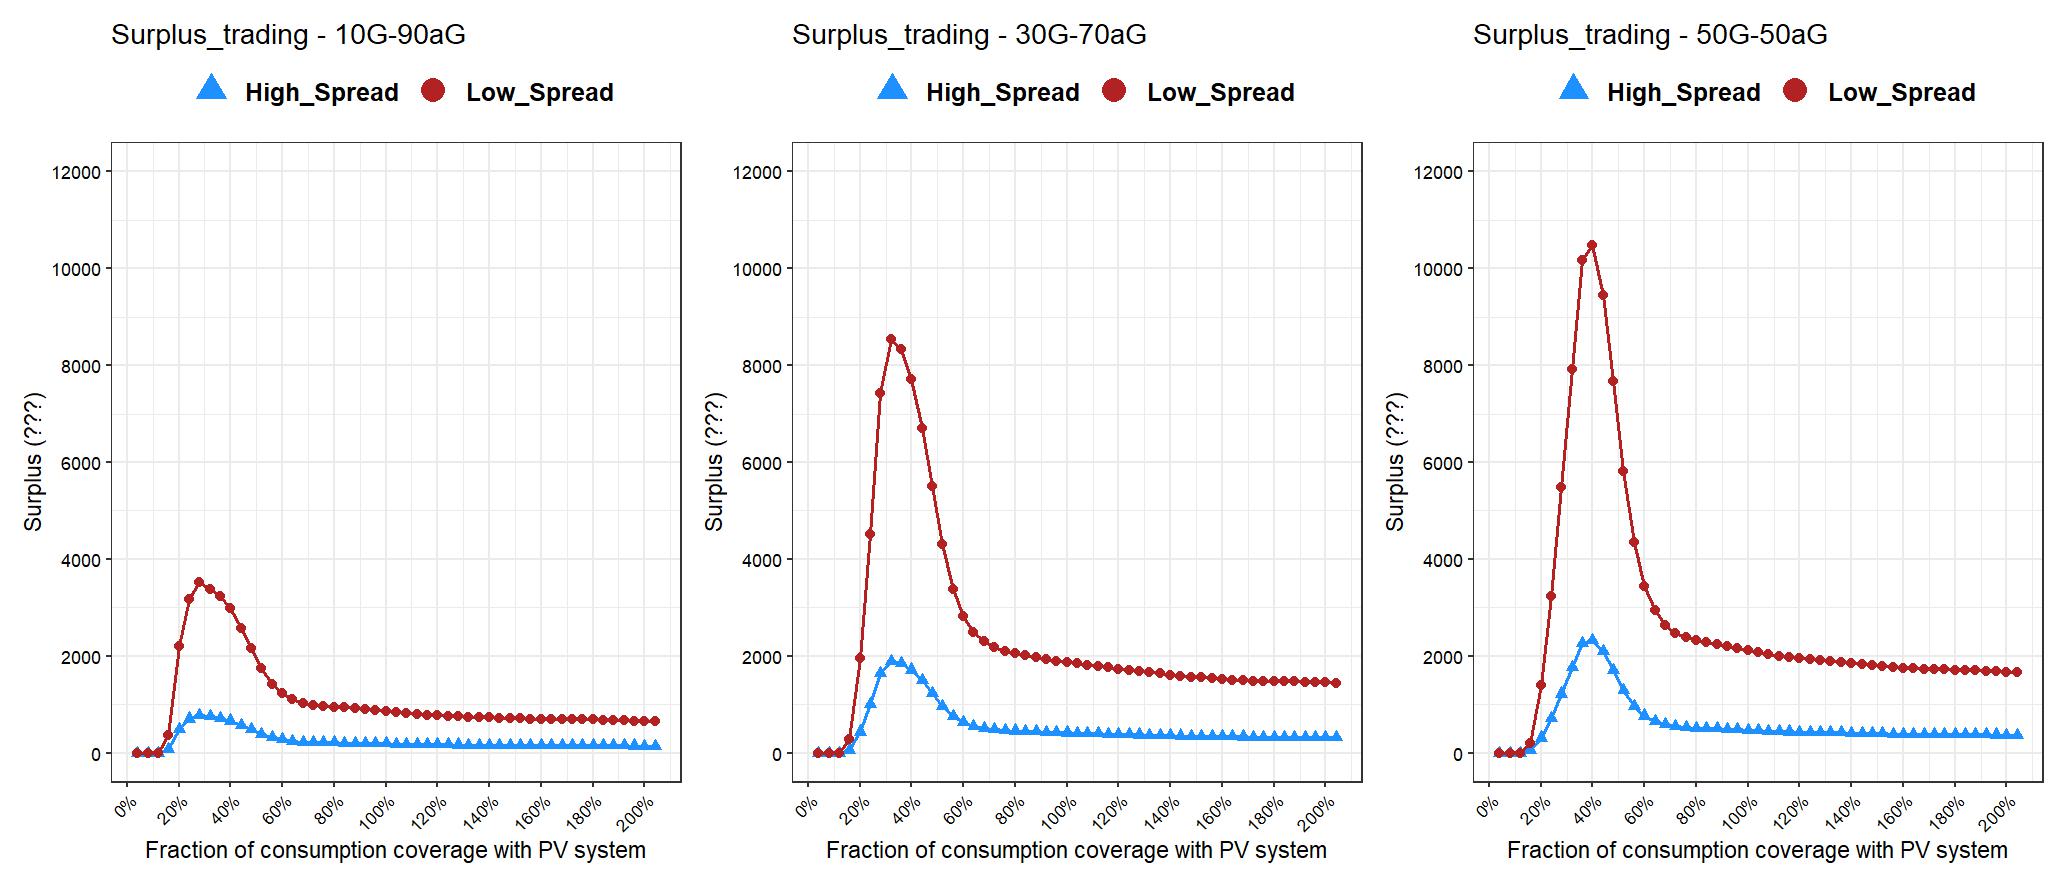 Surplus_trading - 10G-90aG
High_Spread Low_Spread
12000
10000
8000
6000
4000
2000
0
Surplus (???)
0% 20% 40% 60% 80% 100% 120% 140% 160% 180% 200%
Fraction of consumption coverage with PV system
Surplus_trading - 30G-70aG
High_Spread Low_Spread
12000
10000
8000
6000
4000
2000
0
Surplus (???)
0% 20% 40% 60% 80% 100% 120% 140% 160% 180% 200%
Fraction of consumption coverage with PV system
Surplus_trading - 50G-50aG
High_Spread Low_Spread
12000
10000
8000
6000
4000
2000
0
Surplus (???)
0% 20% 40% 60% 80% 100% 120% 140% 160% 180% 200%
Fraction of consumption coverage with PV system